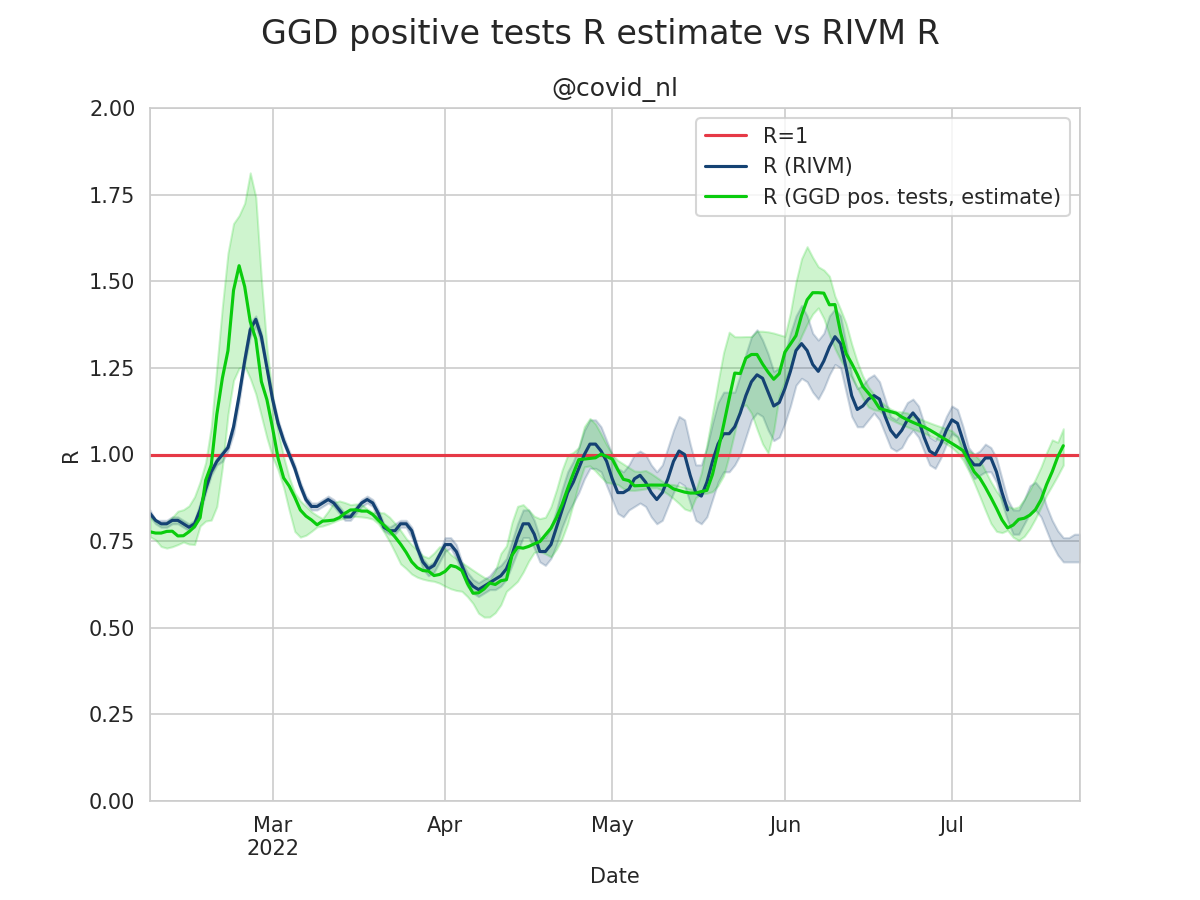 GGD positive tests R estimate vs RIVM R
@covid_nl
2.00
1.75
1.50
1.25
1.00
0.75
0.50
0.25
0.00
R
R=1
R (RIVM)
R (GGD pos. tests, estimate)
Mar
2022
Apr
May
Jun
Jul
Date